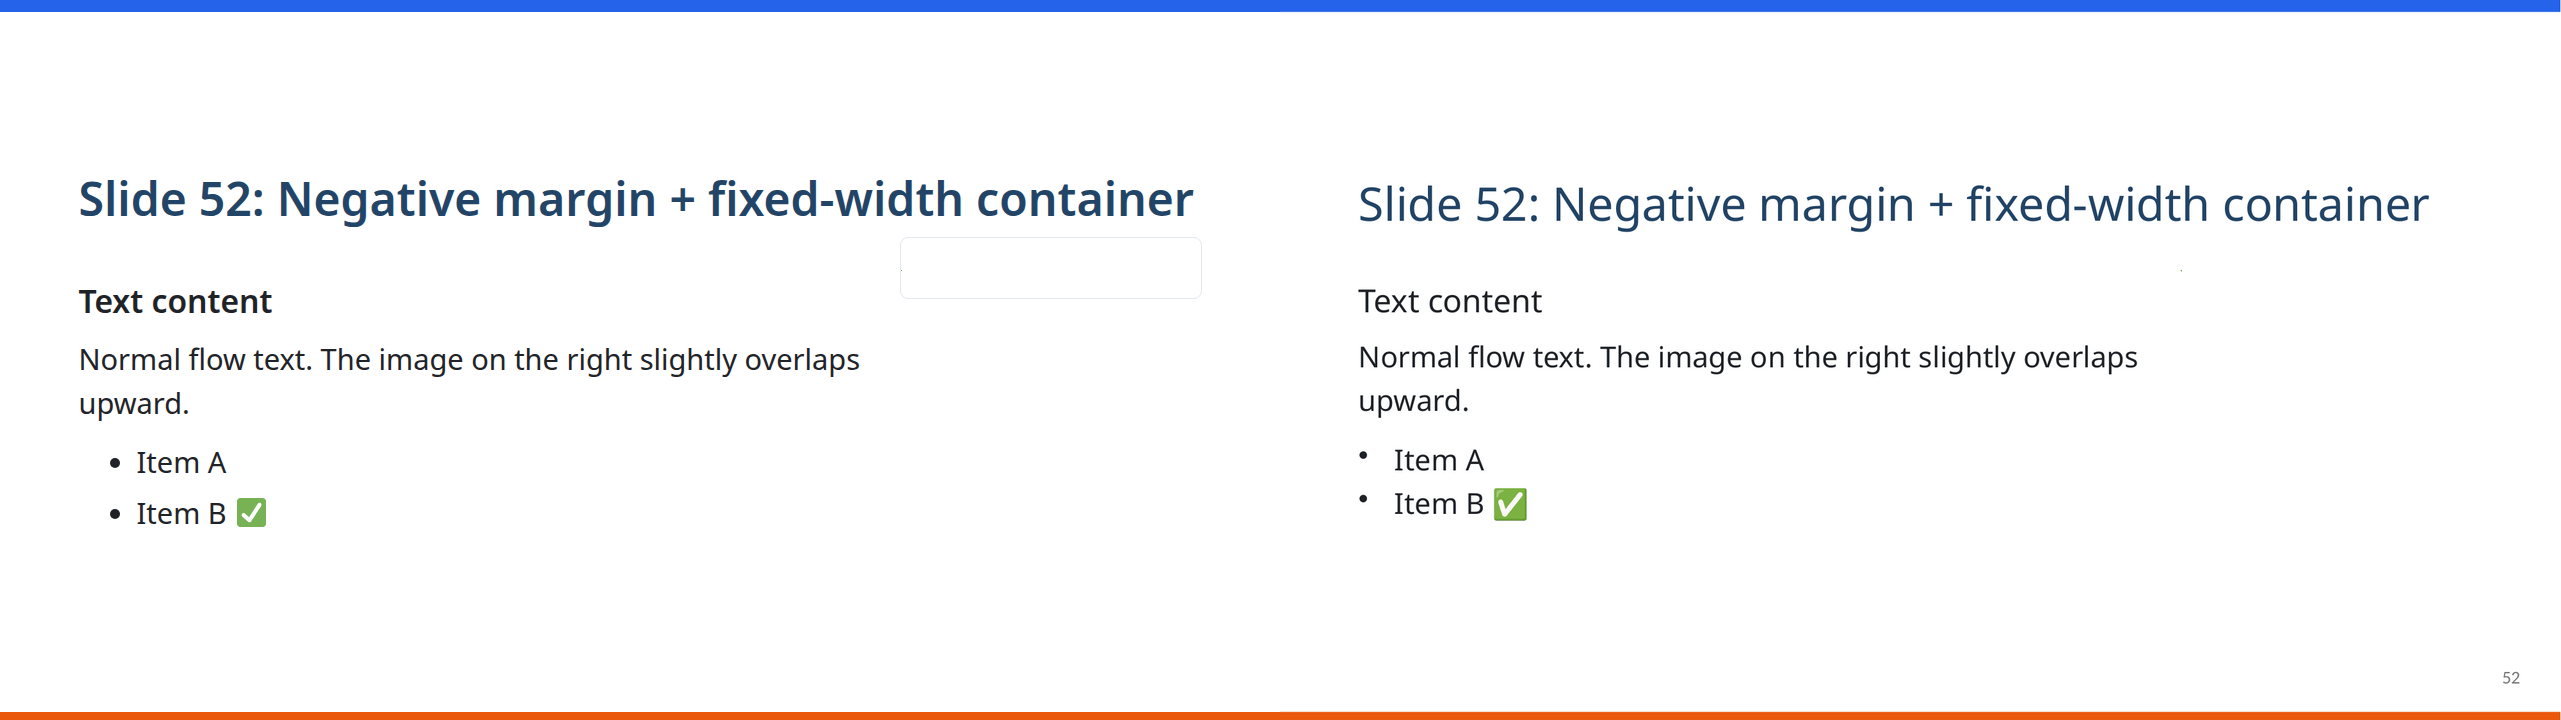 Slide 52: Negative margin + fixed-width container
Text content
Normal flow text. The image on the right slightly overlaps
upward.
• Item A
• Item B ✅
Slide 52: Negative margin + fixed-width container
Text content
Normal flow text. The image on the right slightly overlaps
upward.
• Item A
• Item B ✅
52